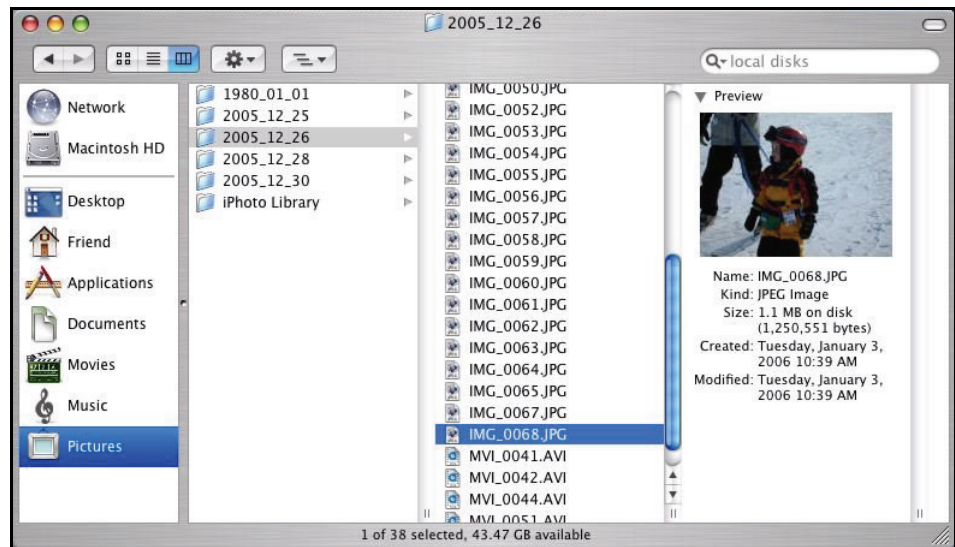 2005_12_26
local disks
Network
Macintosh HD
Desktop
Friend
Applications
Documents
Movies
Music
Pictures
1980_01_01
2005_12_25
2005_12_26
2005_12_28
2005_12_30
iPhoto Library
IMG_0050.JPG
IMG_0052.JPG
IMG_0053.JPG
IMG_0054.JPG
IMG_0055.JPG
IMG_0056.JPG
IMG_0057.JPG
IMG_0058.JPG
IMG_0059.JPG
IMG_0060.JPG
IMG_0061.JPG
IMG_0062.JPG
IMG_0063.JPG
IMG_0064.JPG
IMG_0065.JPG
IMG_0067.JPG
IMG_0068.JPG
MVI_0041.AVI
MVI_0042.AVI
MVI_0044.AVI
MVI_0051.AVI
Preview
Name: IMG_0068.JPG
Kind: JPEG Image
Size: 1.1 MB on disk
(1,250,551 bytes)
Created: Tuesday, January 3,
2006 10:39 AM
Modified: Tuesday, January 3,
2006 10:39 AM
1 of 38 selected, 43.47 GB available